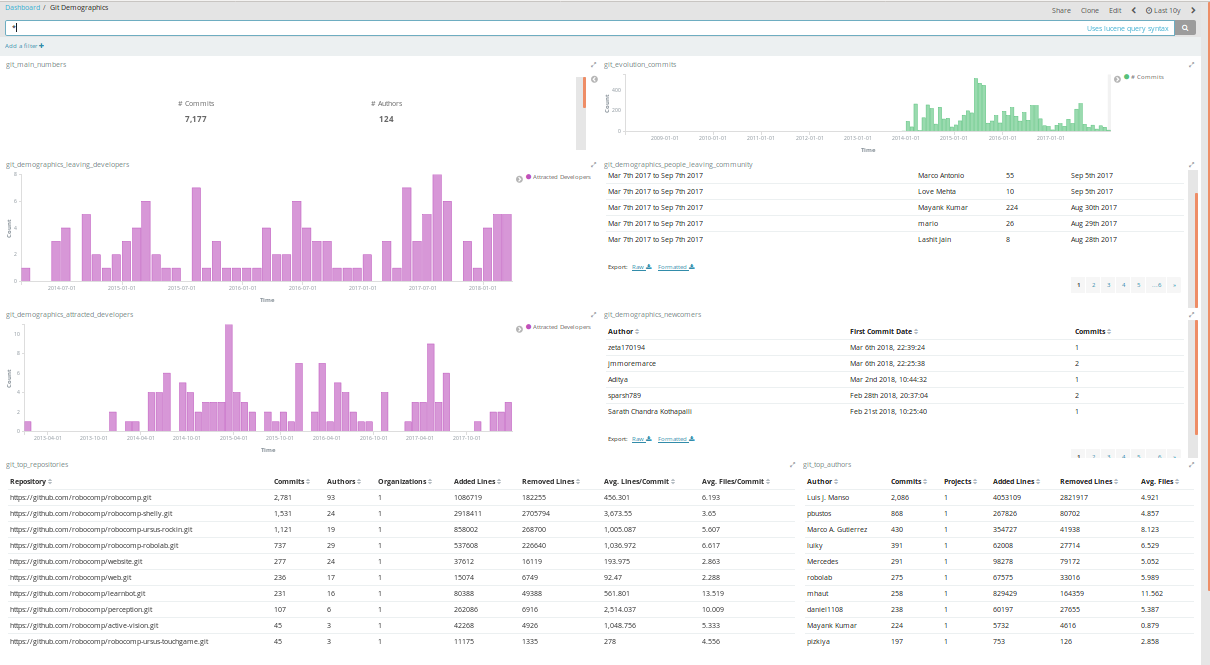 Dashboard / Git Demographics
Share Clone Edit Last 10y
*
Uses lucene query syntax
Add a filter +
git_main_numbers
# Commits
7,177
# Authors
124
git_evolution_commits
Count
400
200
0
2009-01-01 2010-01-01 2011-01-01 2012-01-01 2013-01-01 2014-01-01 2015-01-01 2016-01-01 2017-01-01
Time
# Commits
git_demographics_leaving_developers
Count
8
6
4
2
0
2014-07-01 2015-01-01 2015-07-01 2016-01-01 2016-07-01 2017-01-01 2017-07-01 2018-01-01
Time
Attracted Developers
git_demographics_people_leaving_community
Mar 7th 2017 to Sep 7th 2017 Marco Antonio 55 Sep 5th 2017
Mar 7th 2017 to Sep 7th 2017 Love Mehta 10 Sep 5th 2017
Mar 7th 2017 to Sep 7th 2017 Mayank Kumar 224 Aug 30th 2017
Mar 7th 2017 to Sep 7th 2017 mario 26 Aug 29th 2017
Mar 7th 2017 to Sep 7th 2017 Lashit Jain 8 Aug 28th 2017
Export: Raw Formatted
1 2 3 4 5 ...6 »
git_demographics_attracted_developers
Count
10
8
6
4
2
0
2013-04-01 2013-10-01 2014-04-01 2014-10-01 2015-04-01 2015-10-01 2016-04-01 2016-10-01 2017-04-01 2017-10-01
Time
Attracted Developers
git_demographics_newcomers
Author First Commit Date Commits
zeta170194 Mar 6th 2018, 22:39:24 1
jmmoremarce Mar 6th 2018, 22:25:38 2
Aditya Mar 2nd 2018, 10:44:32 1
sparsh789 Feb 28th 2018, 20:37:04 2
Sarath Chandra Kothapalli Feb 21st 2018, 10:25:40 1
Export: Raw Formatted
1 2 3 4 5 ...6 »
git_top_repositories
Repository Commits Authors Organizations Added Lines Removed Lines Avg. Lines/Commit Avg. Files/Commit
https://github.com/robocomp/robocomp.git 2,781 93 1 1086719 182255 456.301 6.193
https://github.com/robocomp/robocomp-shelly.git 1,531 24 1 2918411 2705794 3,673.55 3.65
https://github.com/robocomp/robocomp-ursus-rockin.git 1,121 19 1 858002 268700 1,005.087 5.607
https://github.com/robocomp/robocomp-robolab.git 737 29 1 537608 226640 1,036.972 6.617
https://github.com/robocomp/website.git 277 24 1 37612 16119 193.975 2.863
https://github.com/robocomp/web.git 236 17 1 15074 6749 92.47 2.288
https://github.com/robocomp/learnbot.git 231 16 1 80388 49388 561.801 13.519
https://github.com/robocomp/perception.git 107 6 1 262086 6916 2,514.037 10.009
https://github.com/robocomp/active-vision.git 45 3 1 42268 4926 1,048.756 5.333
https://github.com/robocomp/robocomp-ursus-touchgame.git 45 3 1 11175 1335 278 4.556
git_top_authors
Author Commits Projects Added Lines Removed Lines Avg. Files
Luis J. Manso 2,086 1 4053109 2821917 4.921
pbustos 868 1 267826 80702 4.857
Marco A. Gutierrez 430 1 354727 41938 8.123
luiky 391 1 62008 27714 6.529
Mercedes 291 1 98278 79172 5.052
robolab 275 1 67575 33016 5.989
mhaut 258 1 829429 164359 11.562
daniel1108 238 1 60197 27655 5.387
Mayank Kumar 224 1 5732 4616 0.879
pizkiya 197 1 753 126 2.858